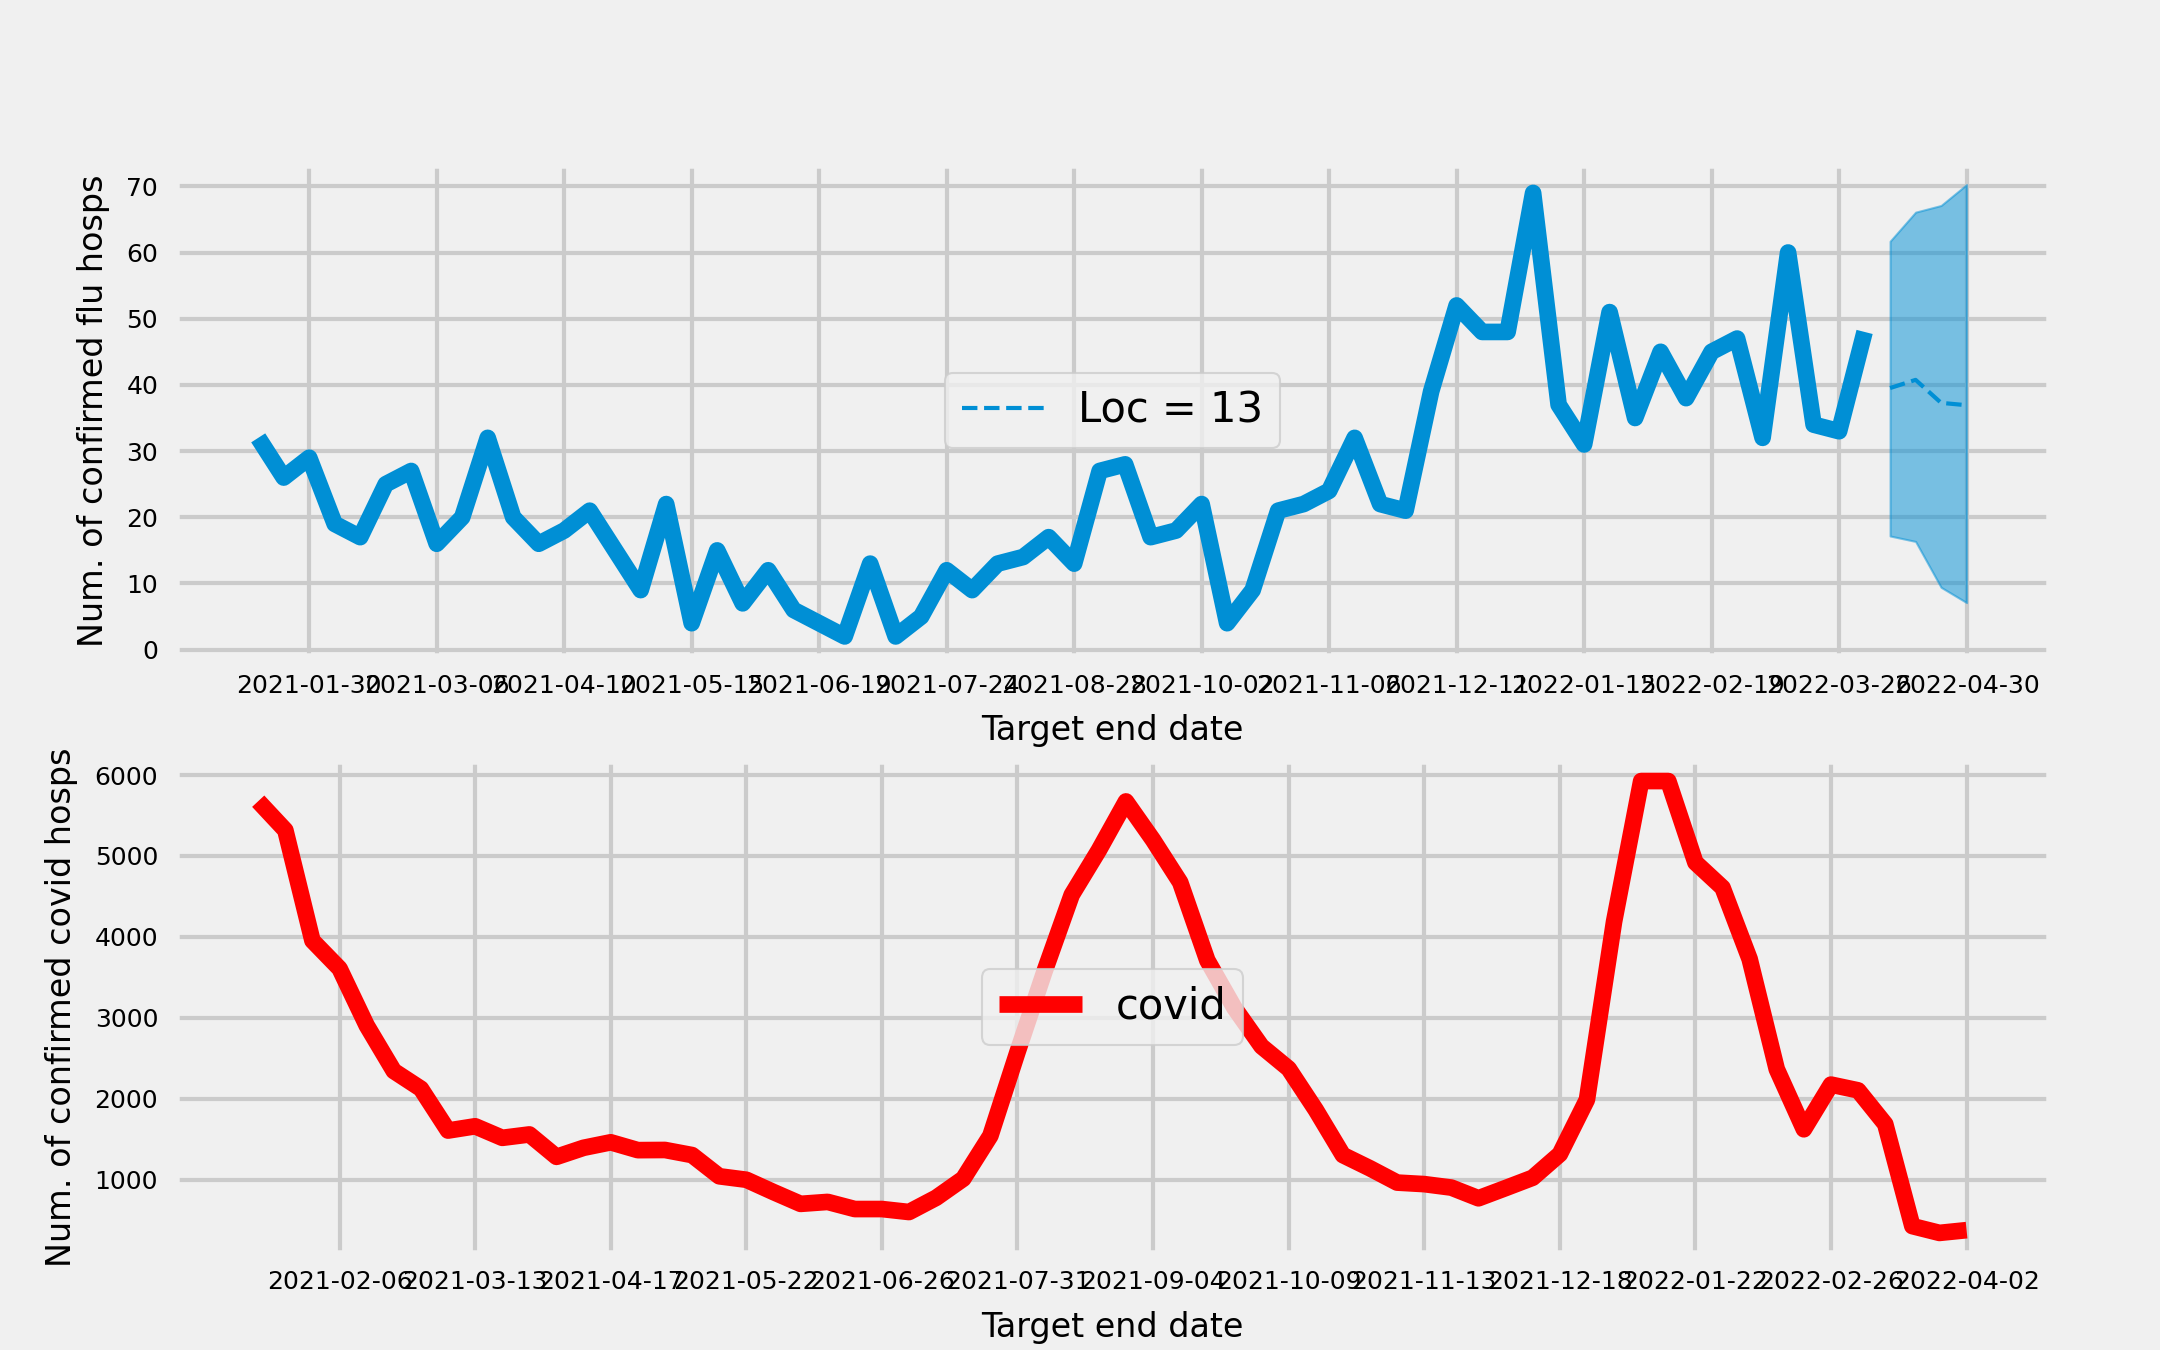 Num. of confirmed flu hosps
70
60
50
40
30
20
10
0
Loc = 13
2021-01-30 2021-03-06 2021-04-10 2021-05-15 2021-06-19 2021-07-24 2021-08-28 2021-10-02 2021-11-06 2021-12-11 2022-01-15 2022-02-19 2022-03-26 2022-04-30
Target end date
Num. of confirmed covid hosps
6000
5000
4000
3000
2000
1000
covid
2021-02-06 2021-03-13 2021-04-17 2021-05-22 2021-06-26 2021-07-31 2021-09-04 2021-10-09 2021-11-13 2021-12-18 2022-01-22 2022-02-26 2022-04-02
Target end date